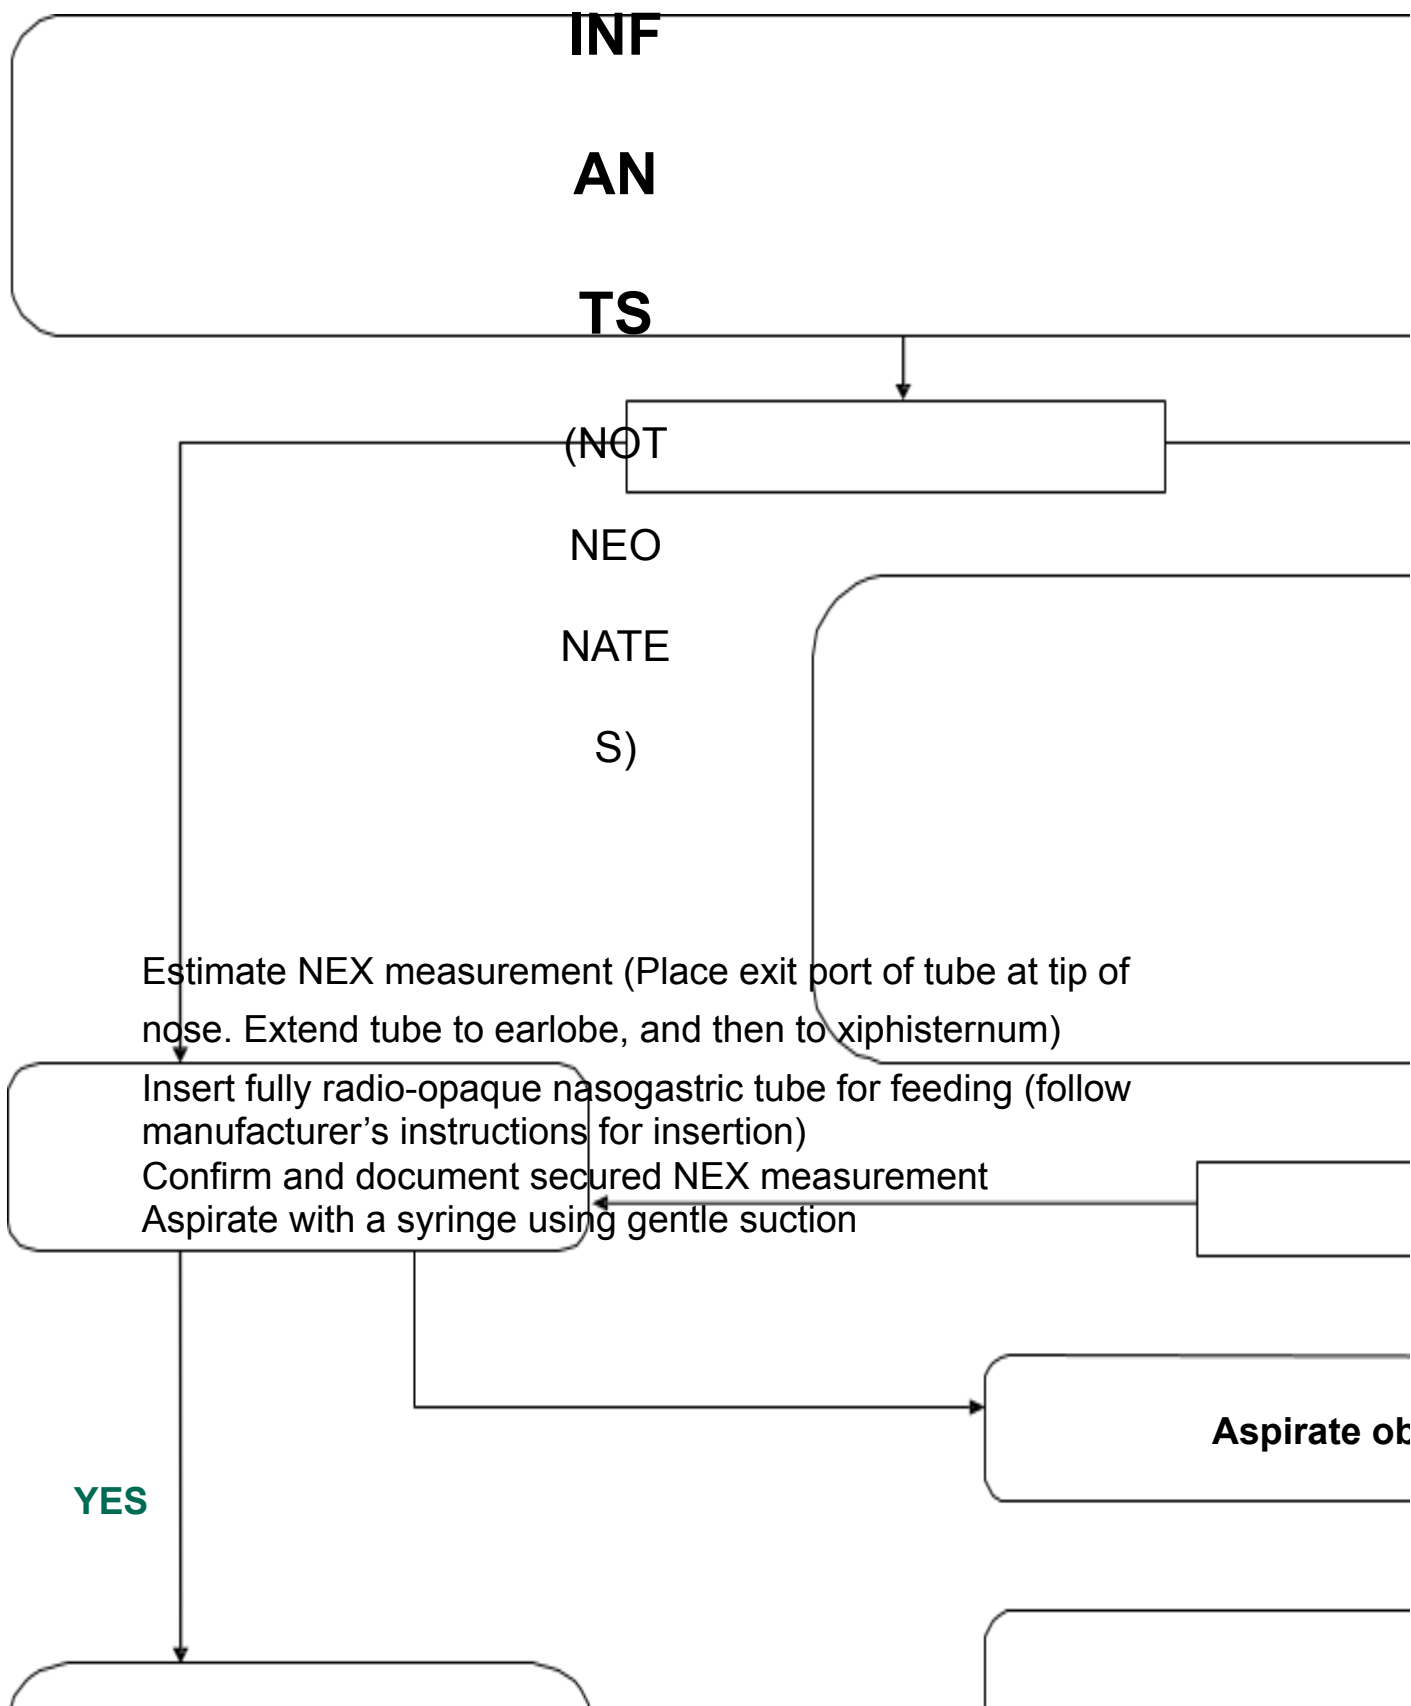 INF
AN
TS
(NOT
NEO
NATE
S)
Estimate NEX measurement (Place exit port of tube at tip of
nose. Extend tube to earlobe, and then to xiphisternum)
Insert fully radio-opaque nasogastric tube for feeding (follow
manufacturer’s instructions for insertion)
Confirm and document secured NEX measurement
Aspirate with a syringe using gentle suction
Aspirate ob
YES